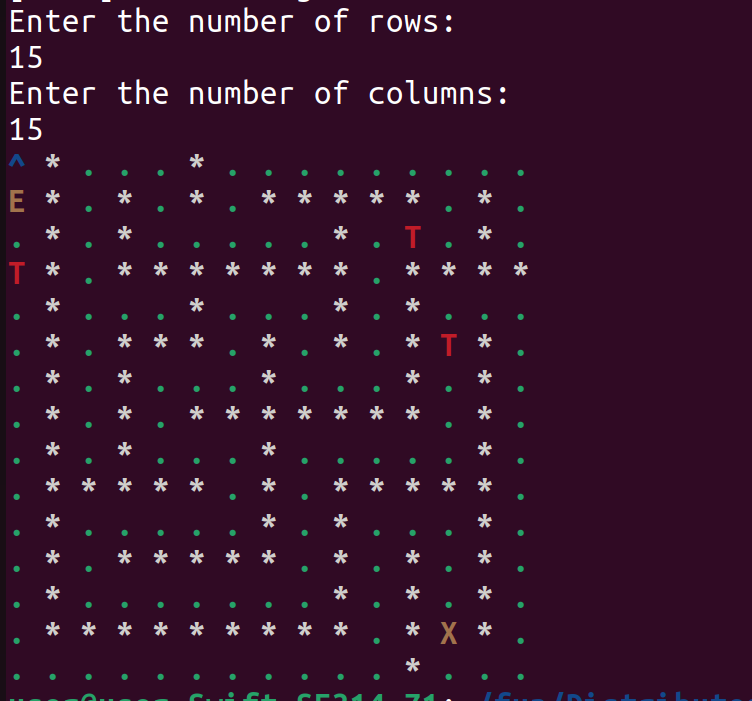 Enter the number of rows:
15
Enter the number of columns:
15
^ * . . . * . . . . . . . . .
E * . * . * . * * * * * . * .
. * . * . . . . . * . T . * .
T * . * * * * * * * . * * * *
. * . . . * . . . * . * . . .
. * . * * * . * . * . * T * .
. * . * . . . * . . . * . * .
. * . * . * * * * * * * . * .
. * . * . . . * . . . . . * .
. * * * * * . * . * * * * * .
. * . . . . . * . * . . . * .
. * . * * * * * . * . * . * .
. * . . . . . . . * . * . * .
. * * * * * * * * * . * X * .
. . . . . . . . . . . * . . .